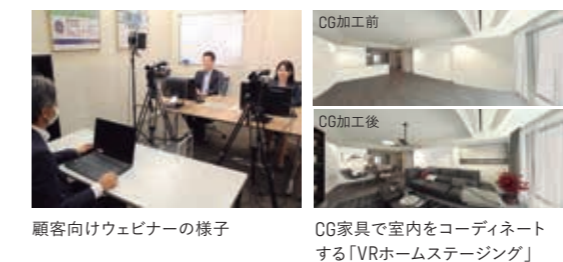 CG加工前
CG加工後
顧客向けウェビナーの様子
CG家具で室内をコーディネート
する「VRホームステージング」